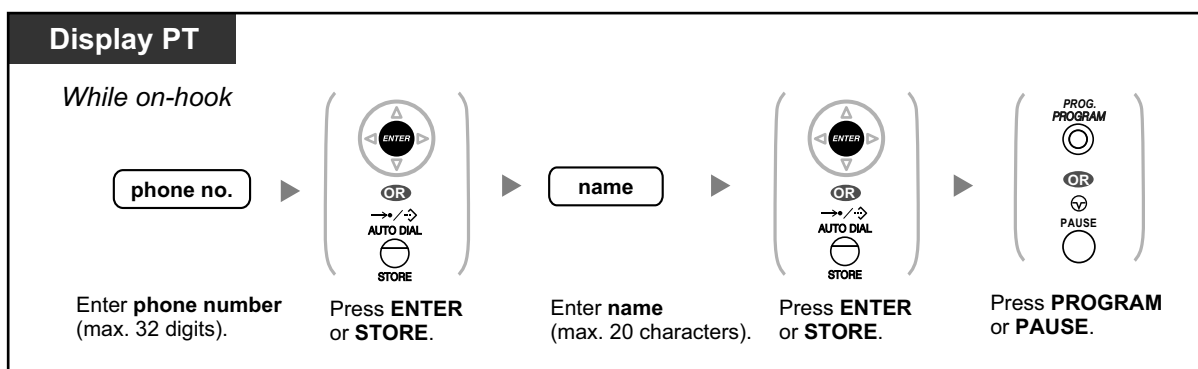 Display PT
While on-hook
phone no.
ENTER
OR
AUTO DIAL
STORE
name
ENTER
OR
AUTO DIAL
STORE
PROG.
PROGRAM
OR
PAUSE
Enter phone number
(max. 32 digits).
Press ENTER
or STORE.
Enter name
(max. 20 characters).
Press ENTER
or STORE.
Press PROGRAM
or PAUSE.